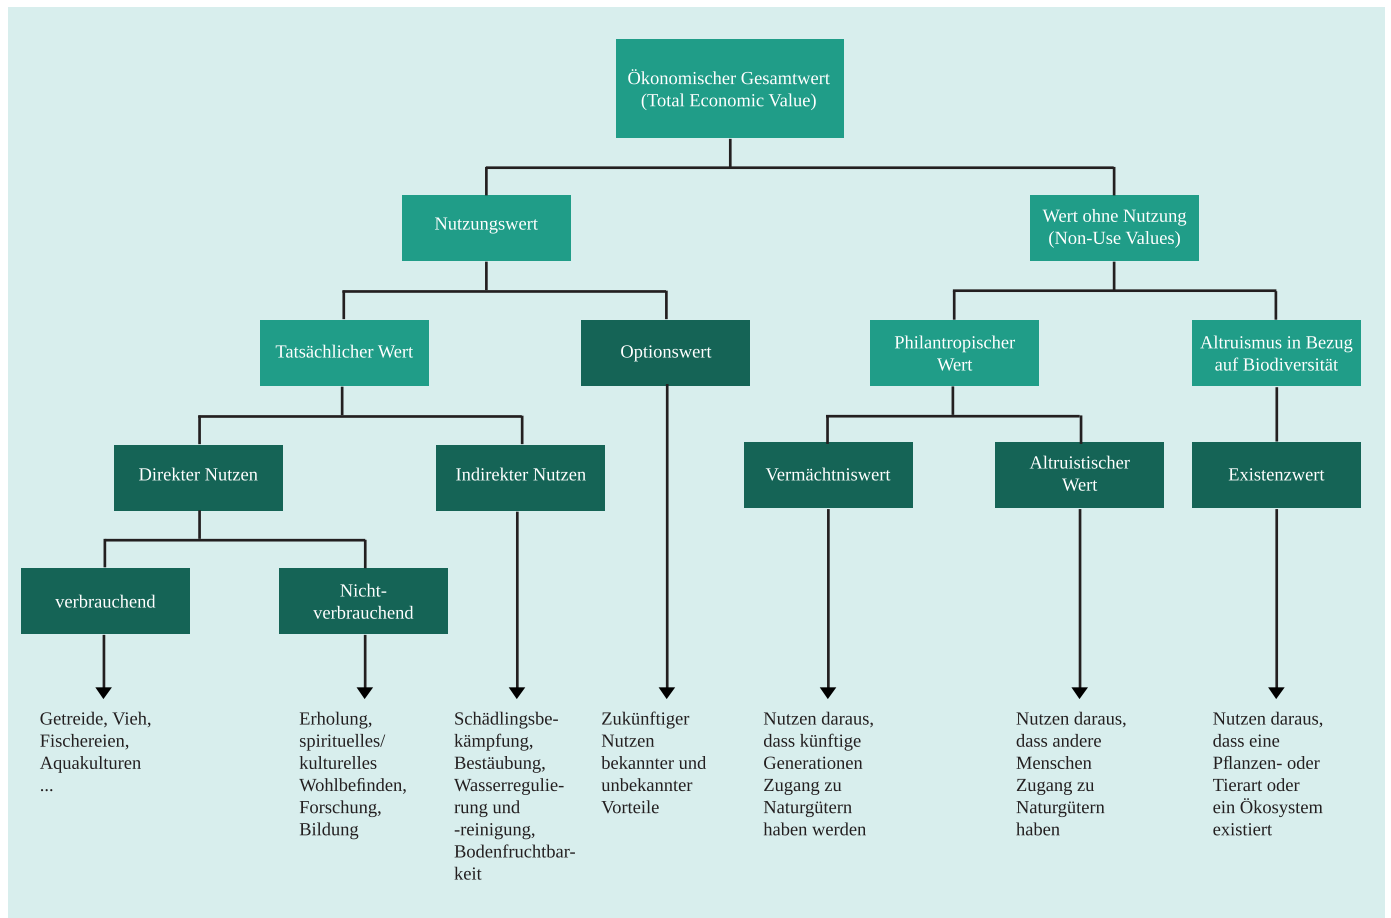 Ökonomischer Gesamtwert
(Total Economic Value)
Nutzungswert
Wert ohne Nutzung
(Non-Use Values)
Tatsächlicher Wert
Optionswert
Philantropischer
Wert
Altruismus in Bezug
auf Biodiversität
Direkter Nutzen
Indirekter Nutzen
Vermächtniswert
Altruistischer
Wert
Existenzwert
verbrauchend
Nicht-
verbrauchend
Getreide, Vieh,
Fischereien,
Aquakulturen
...
Erholung,
spirituelles/
kulturelles
Wohlbefinden,
Forschung,
Bildung
Schädlingsbe-
kämpfung,
Bestäubung,
Wasserregulie-
rung und
-reinigung,
Bodenfruchtbar-
keit
Zukünftiger
Nutzen
bekannter und
unbekannter
Vorteile
Nutzen daraus,
dass künftige
Generationen
Zugang zu
Naturgütern
haben werden
Nutzen daraus,
dass andere
Menschen
Zugang zu
Naturgütern
haben
Nutzen daraus,
dass eine
Pflanzen- oder
Tierart oder
ein Ökosystem
existiert